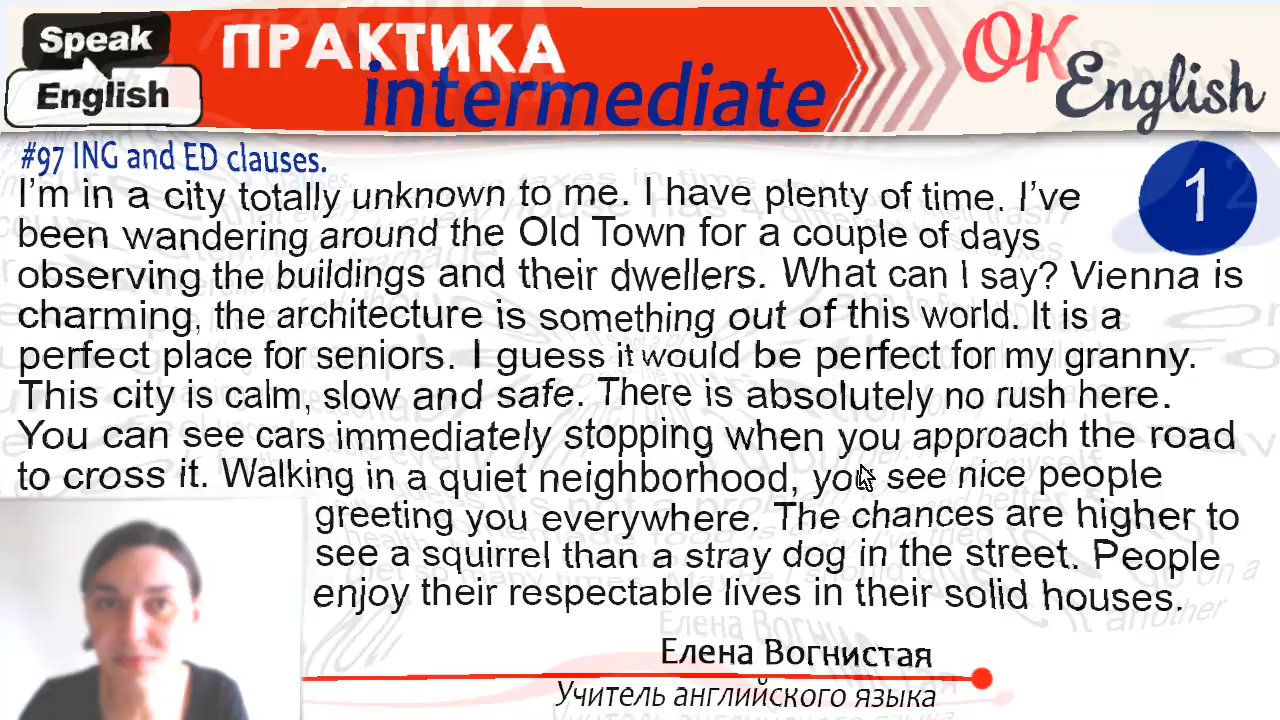 Speak
English
ПРАКТИКА
intermediate
OK
English
#97 ING and ED clauses.
1
I'm in a city totally unknown to me. I have plenty of time. I've
been wandering around the Old Town for a couple of days
observing the buildings and their dwellers. What can I say? Vienna is
charming, the architecture is something out of this world. It is a
perfect place for seniors. I guess it would be perfect for my granny.
This city is calm, slow and safe. There is absolutely no rush here.
You can see cars immediately stopping when you approach the road
to cross it. Walking in a quiet neighborhood, you see nice people
greeting you everywhere. The chances are higher to
see a squirrel than a stray dog in the street. People
enjoy their respectable lives in their solid houses.
Елена Вогнистая
Учитель английского языка